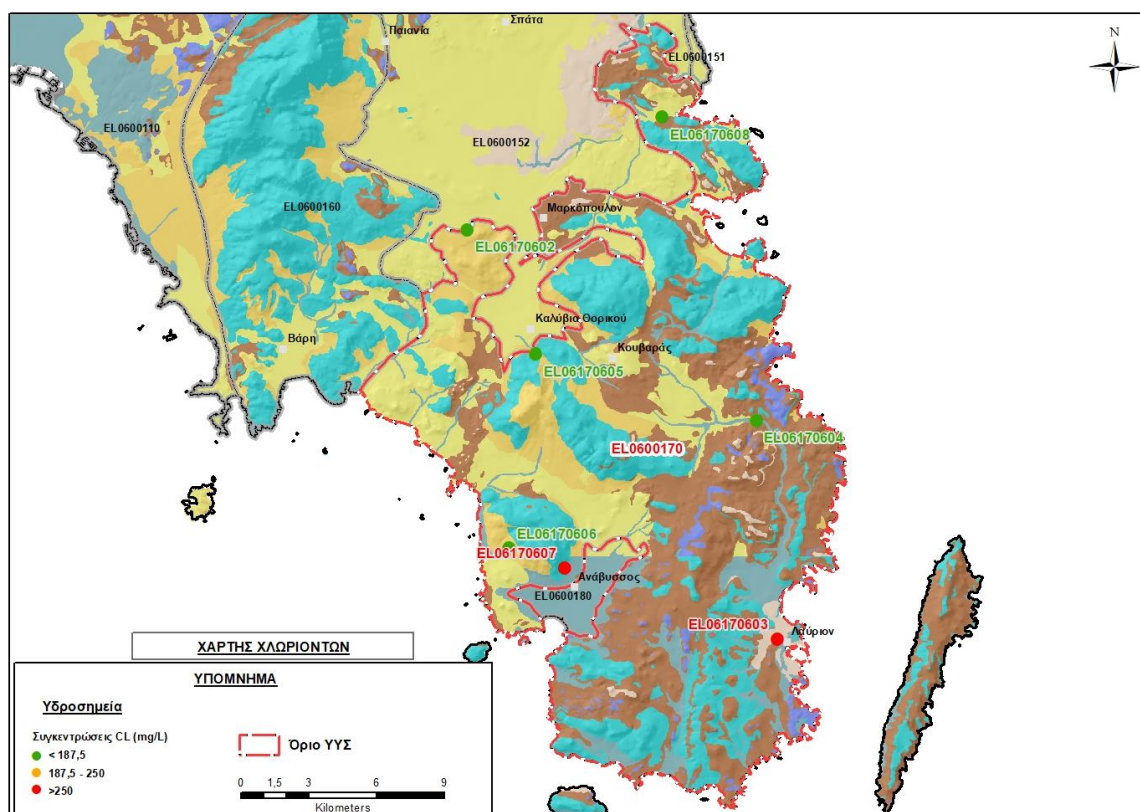 Σπάτα
N
Παιανία
EL0600151
EL0600110
EL06170608
EL0600152
EL0600160
Μαρκόπουλον
EL06170602
Καλύβια Θορικού
Βάρη
Κουβαράς
EL06170605
EL06170604
EL0600170
EL06170606
EL06170607
Ανάβυσσος
EL0600180
EL06170603
Λαύριον
ΧΑΡΤΗΣ ΧΛΩΡΙΟΝΤΩΝ
ΥΠΟΜΝΗΜΑ
Υδροσημεία
Συγκεντρώσεις CL (mg/L)
< 187,5
187,5 - 250
>250
Όριο ΥΥΣ
0 1,5 3 6 9
Kilometers